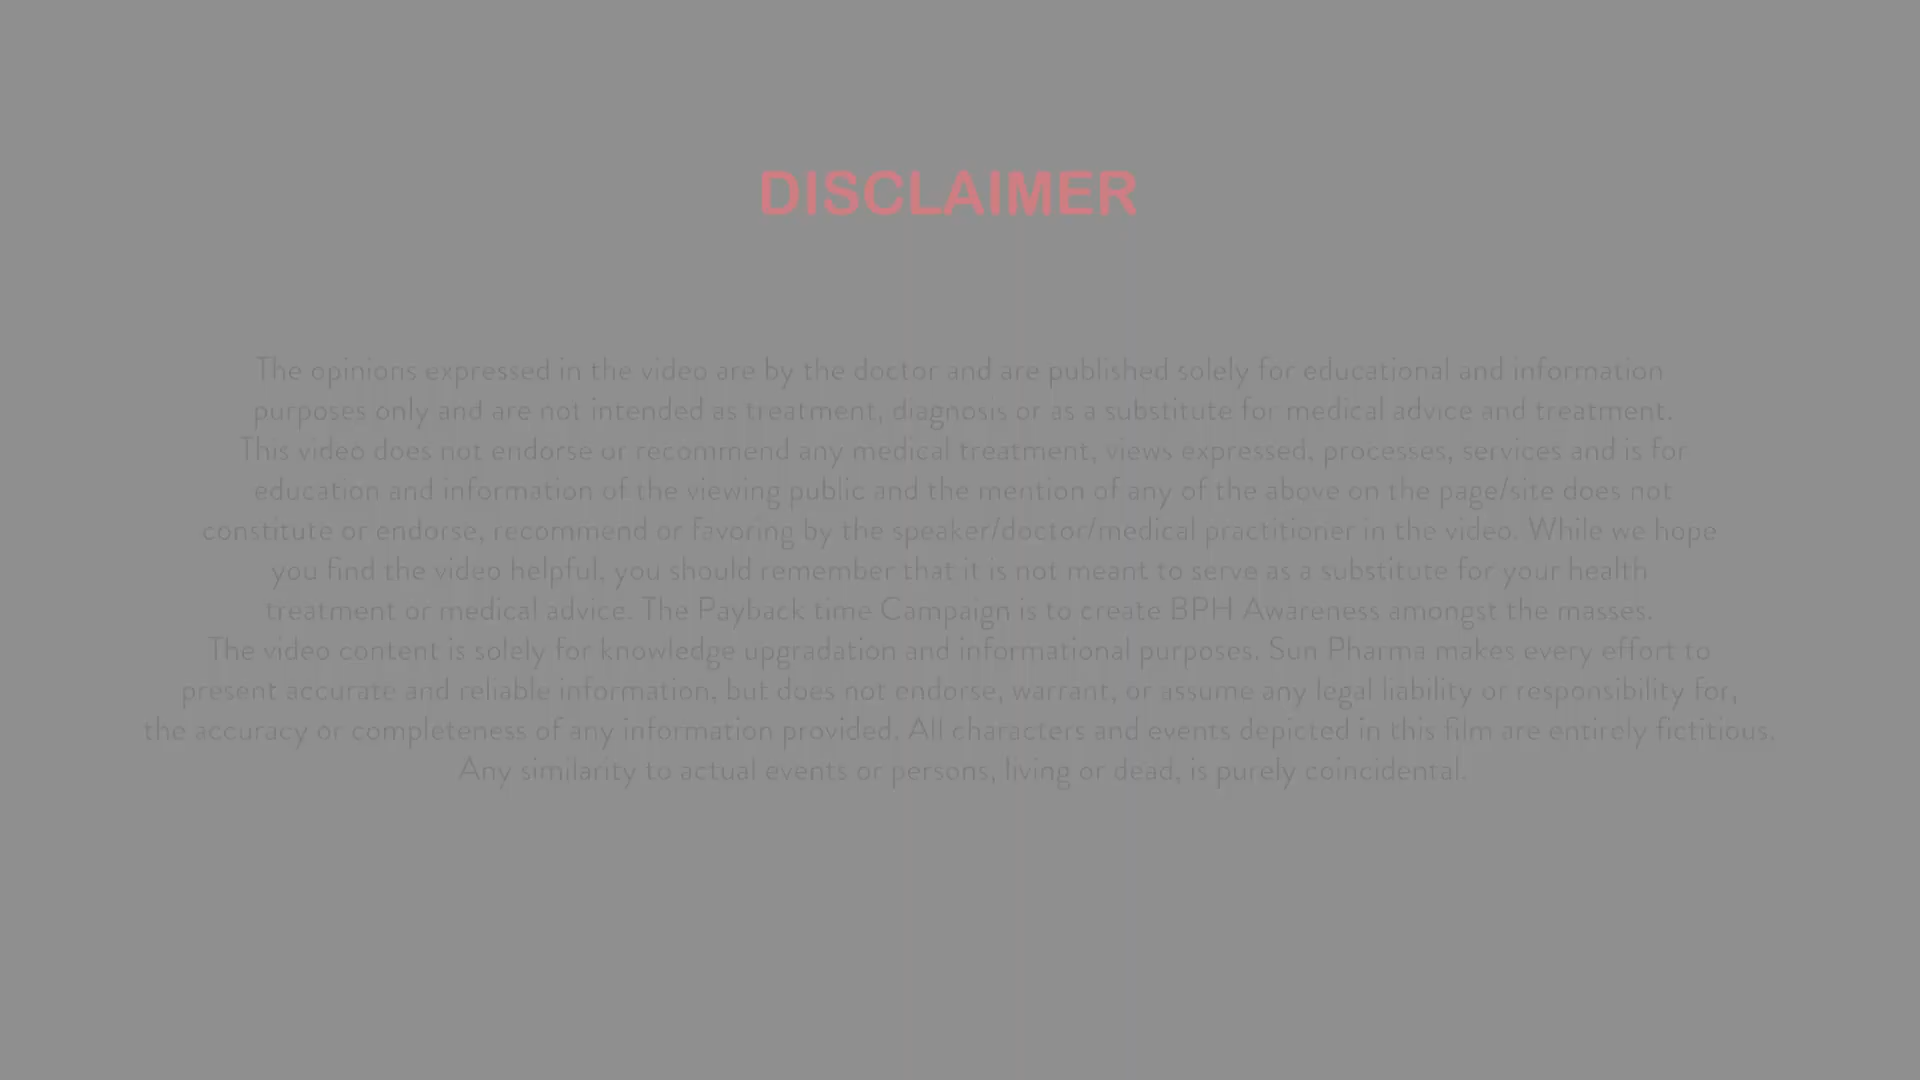 DISCLAIMER
The opinions expressed in the video are by the doctor and are published solely for educational and information
purposes only and are not intended as treatment, diagnosis or as a substitute for medical advice and treatment.
This video does not endorse or recommend any medical treatment, views expressed, processes, services and is for
education and information of the viewing public and the mention of any of the above on the page/site does not
constitute or endorse, recommend or favoring by the speaker/doctor/medical practitioner in the video. While we hope
you find the video helpful, you should remember that it is not meant to serve as a substitute for your health
treatment or medical advice. The Payback time Campaign is to create BPH Awareness amongst the masses.
The video content is solely for knowledge upgradation and informational purposes. Sun Pharma makes every effort to
present accurate and reliable information, but does not endorse, warrant, or assume any legal liability or responsibility for,
the accuracy or completeness of any information provided. All characters and events depicted in this film are entirely fictitious.
Any similarity to actual events or persons, living or dead, is purely coincidental.